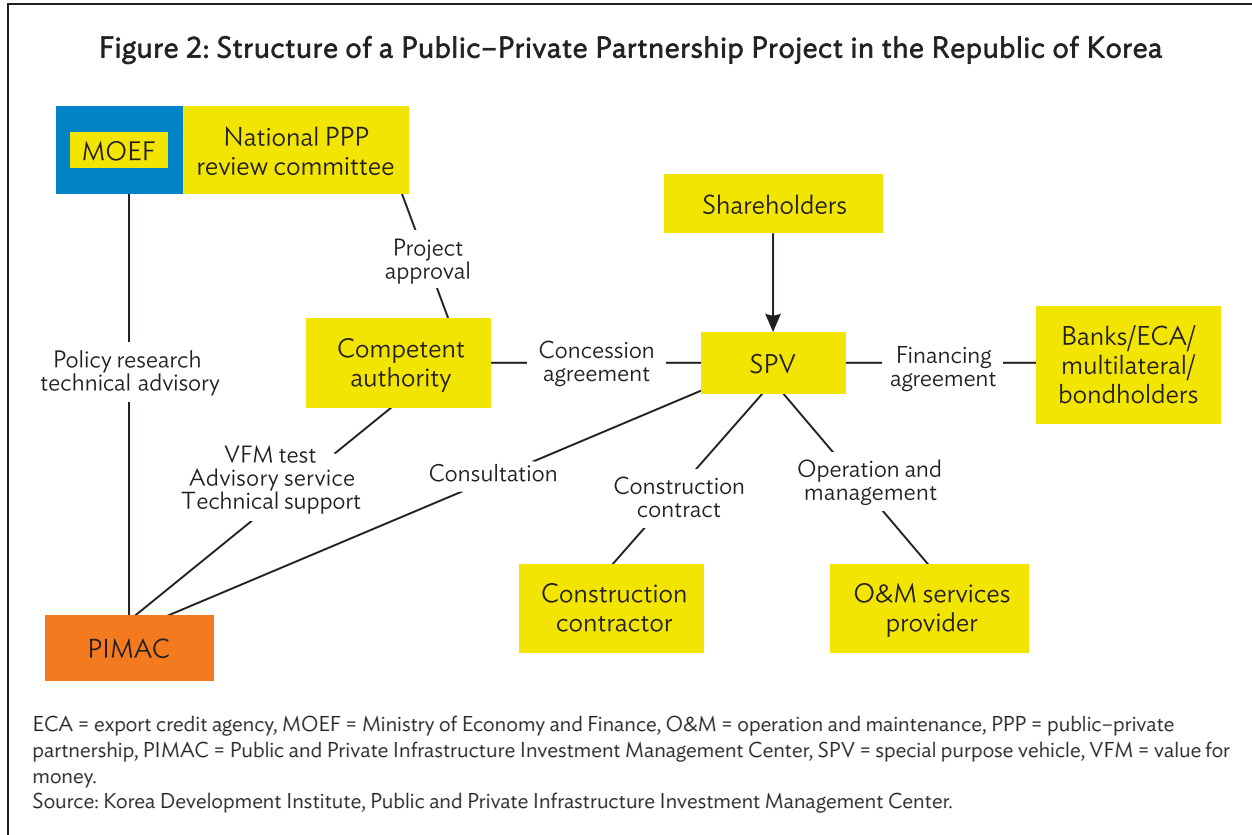 Figure 2: Structure of a Public–Private Partnership Project in the Republic of Korea
MOEF
National PPP
review committee
Shareholders
Project
approval
Policy research
technical advisory
Competent
authority
Concession
agreement
SPV
Financing
agreement
Banks/ECA/
multilateral/
bondholders
VFM test
Advisory service
Technical support
Consultation
Construction
contract
Operation and
management
PIMAC
Construction
contractor
O&M services
provider
ECA = export credit agency, MOEF = Ministry of Economy and Finance, O&M = operation and maintenance, PPP = public–private
partnership, PIMAC = Public and Private Infrastructure Investment Management Center, SPV = special purpose vehicle, VFM = value for
money.
Source: Korea Development Institute, Public and Private Infrastructure Investment Management Center.